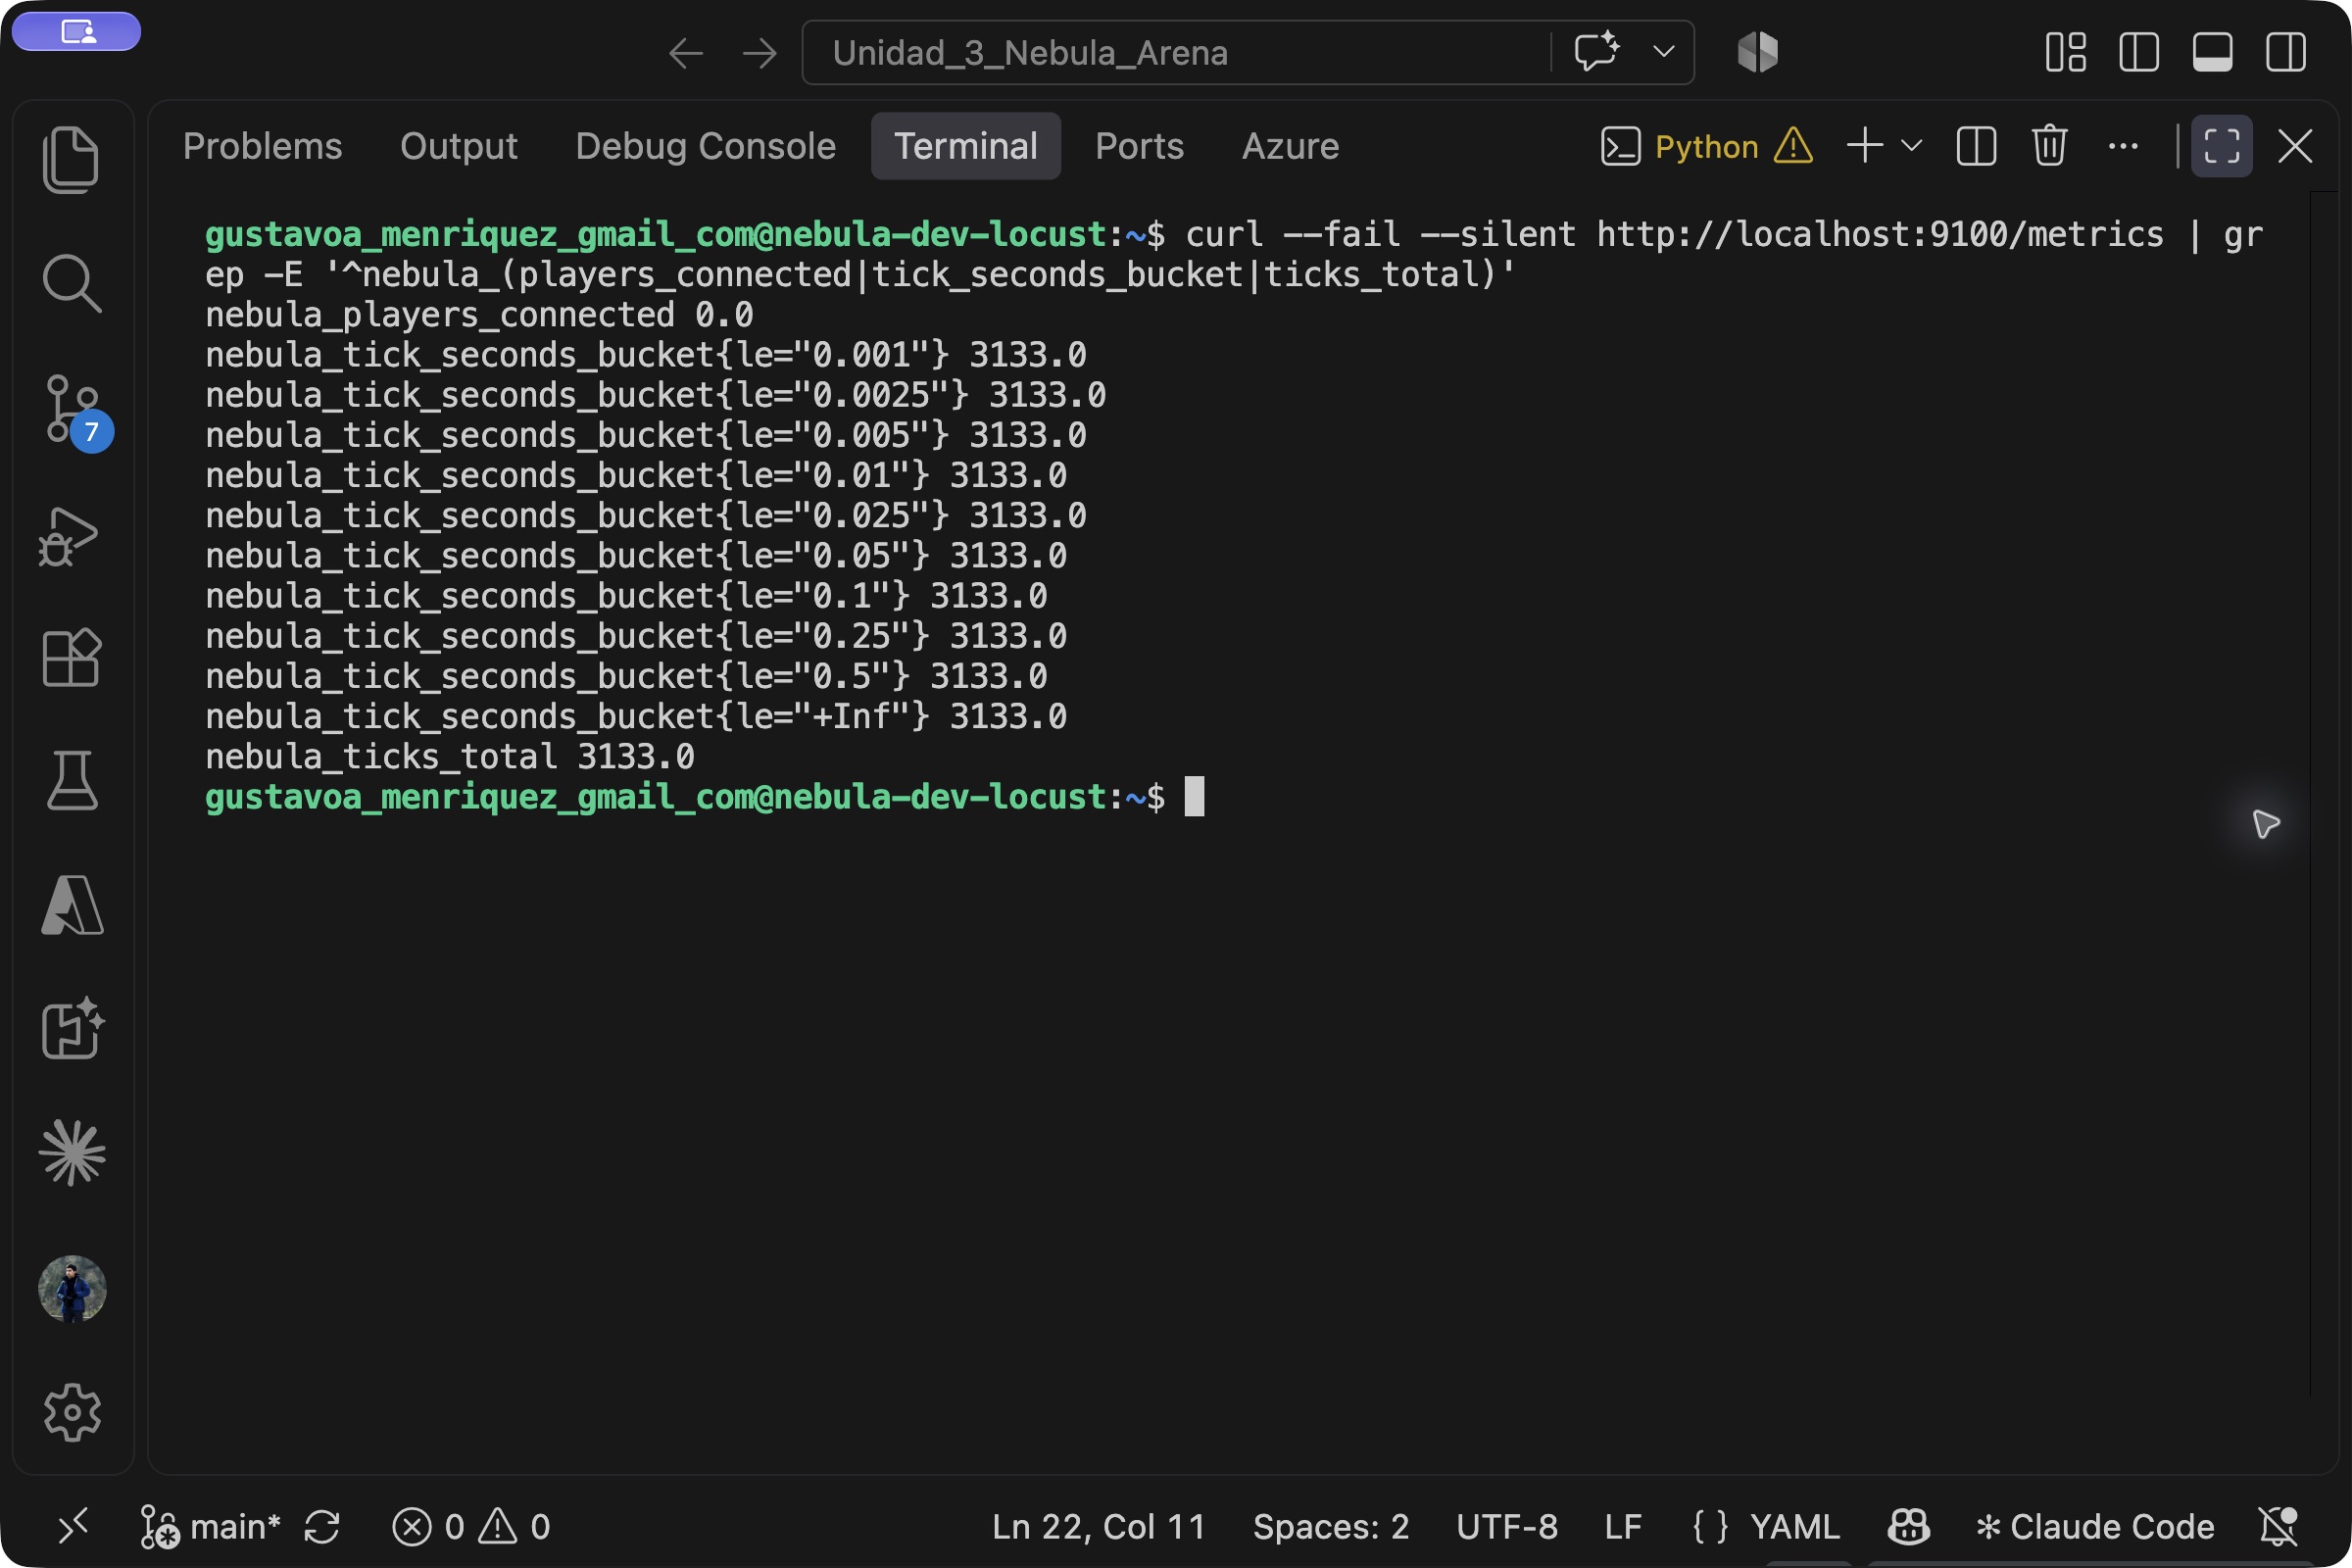 Unidad_3_Nebula_Arena
Problems Output Debug Console Terminal Ports Azure Python
gustavoa_menriquez_gmail_com@nebula-dev-locust:~$ curl --fail --silent http://localhost:9100/metrics | gr
ep -E '^nebula_(players_connected|tick_seconds_bucket|ticks_total)'
nebula_players_connected 0.0
nebula_tick_seconds_bucket{le="0.001"} 3133.0
nebula_tick_seconds_bucket{le="0.0025"} 3133.0
nebula_tick_seconds_bucket{le="0.005"} 3133.0
nebula_tick_seconds_bucket{le="0.01"} 3133.0
nebula_tick_seconds_bucket{le="0.025"} 3133.0
nebula_tick_seconds_bucket{le="0.05"} 3133.0
nebula_tick_seconds_bucket{le="0.1"} 3133.0
nebula_tick_seconds_bucket{le="0.25"} 3133.0
nebula_tick_seconds_bucket{le="0.5"} 3133.0
nebula_tick_seconds_bucket{le="+Inf"} 3133.0
nebula_ticks_total 3133.0
gustavoa_menriquez_gmail_com@nebula-dev-locust:~$
7
main* 0 0 Ln 22, Col 11 Spaces: 2 UTF-8 LF { } YAML ✻ Claude Code